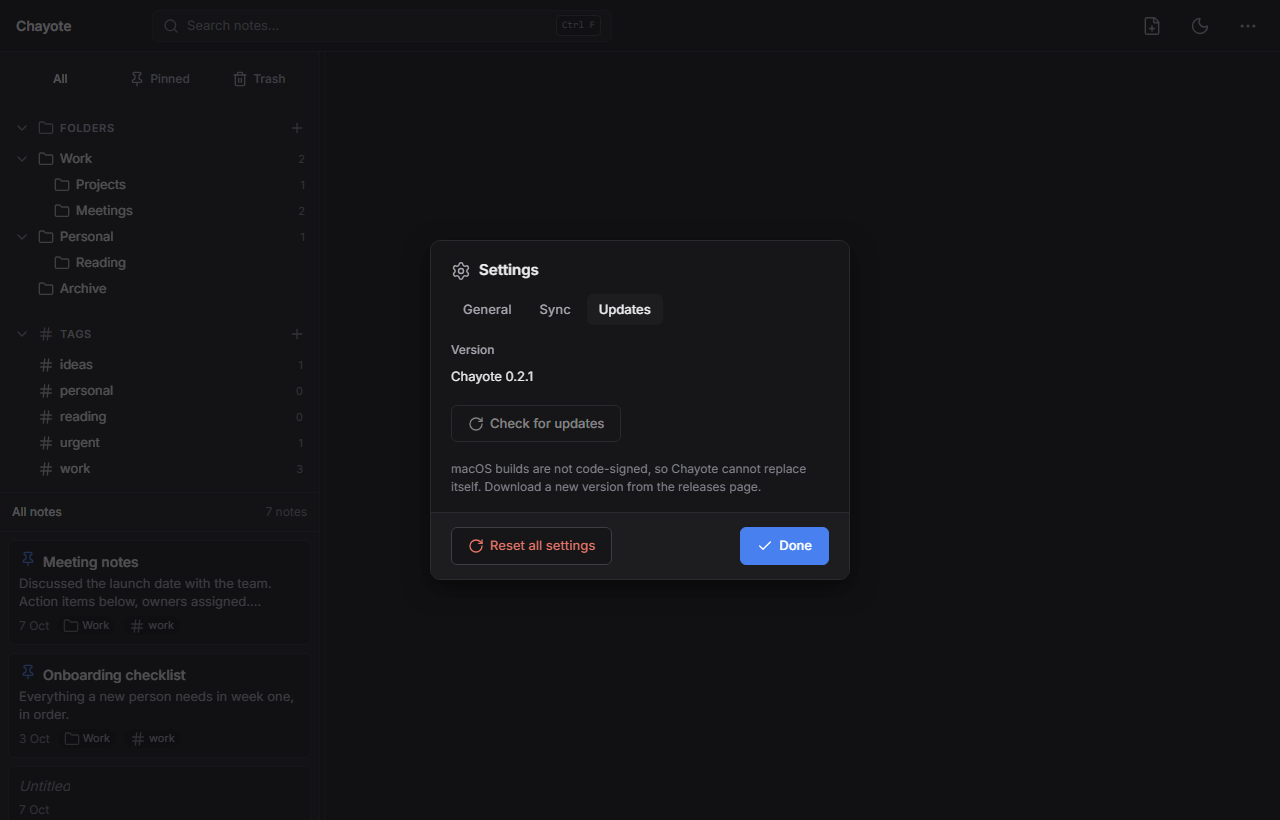 Chayote
Search notes...
Ctrl F
All
Pinned
Trash
FOLDERS
Work 2
Projects 1
Meetings 2
Personal 1
Reading
Archive
TAGS
ideas 1
personal 0
reading 0
urgent 1
work 3
All notes 7 notes
Meeting notes
Discussed the launch date with the team.
Action items below, owners assigned....
7 Oct Work work
Onboarding checklist
Everything a new person needs in week one,
in order.
3 Oct Work work
Untitled
7 Oct
Settings
General Sync Updates
Version
Chayote 0.2.1
Check for updates
macOS builds are not code-signed, so Chayote cannot replace
itself. Download a new version from the releases page.
Reset all settings
Done